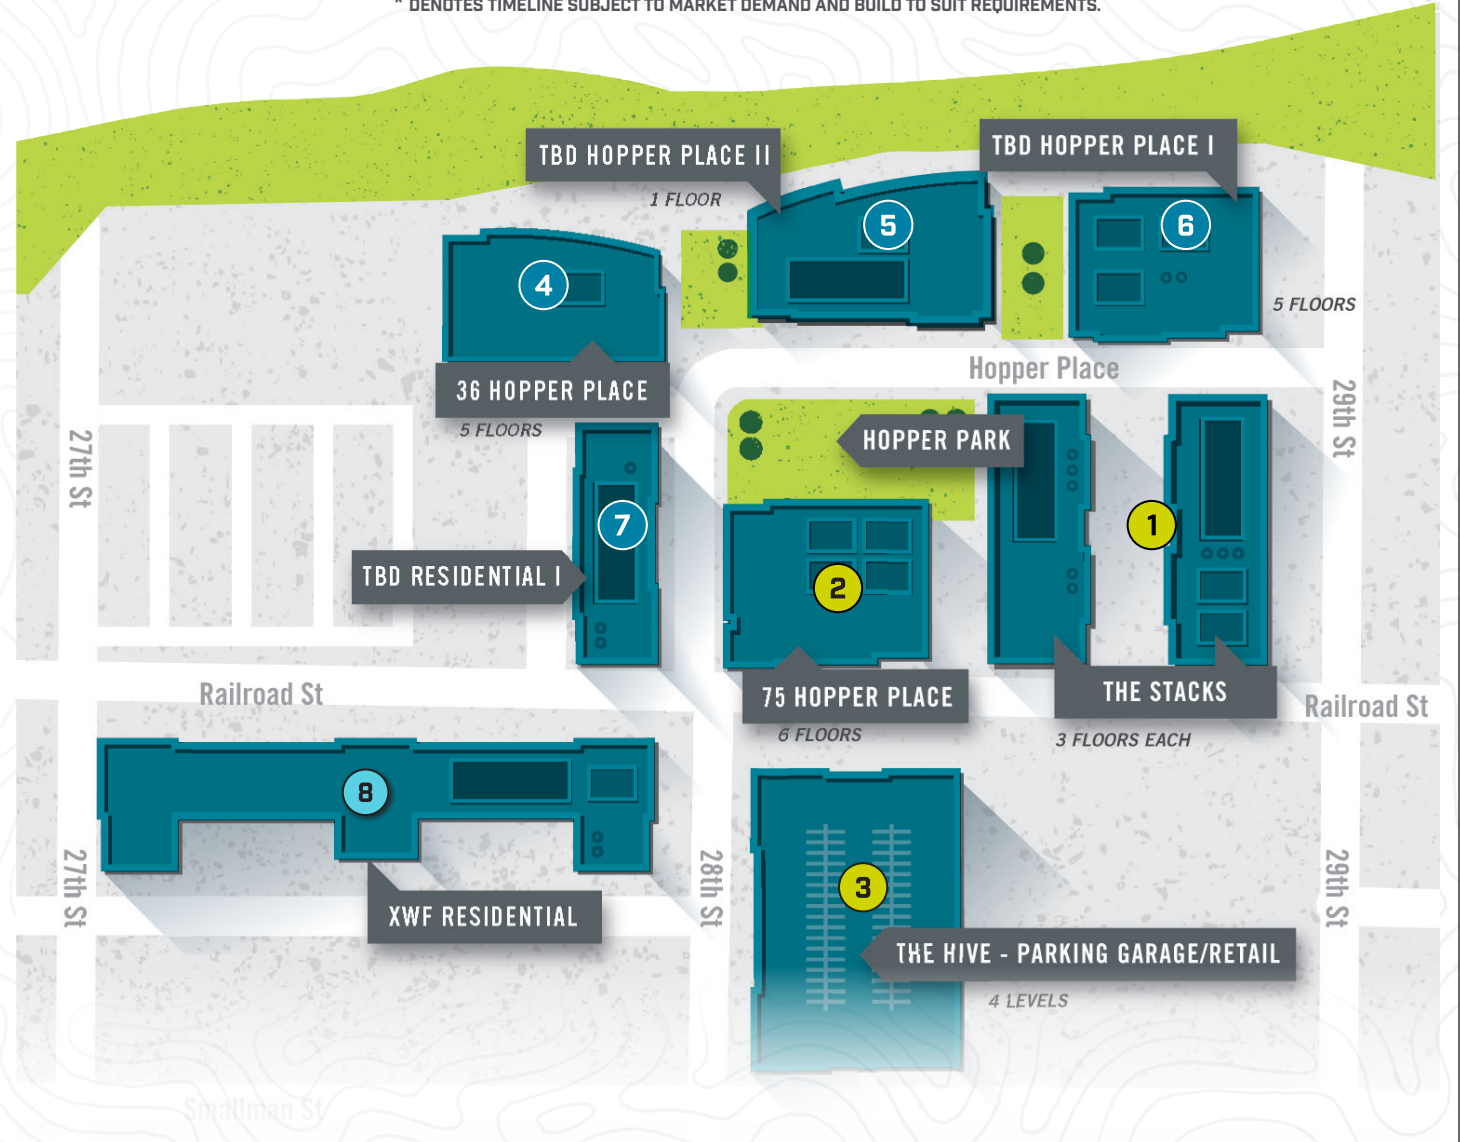 * DENOTES TIMELINE SUBJECT TO MARKET DEMAND AND BUILD TO SUIT REQUIREMENTS.
TBD HOPPER PLACE I
TBD HOPPER PLACE II
1 FLOOR
5
6
4
5 FLOORS
Hopper Place
36 HOPPER PLACE
5 FLOORS
29th St
HOPPER PARK
27th St
7
1
TBD RESIDENTIAL I
2
Railroad St
75 HOPPER PLACE
THE STACKS
Railroad St
6 FLOORS
3 FLOORS EACH
8
27th St
28th St
3
29th St
XWF RESIDENTIAL
THE HIVE - PARKING GARAGE/RETAIL
4 LEVELS
Smallman St